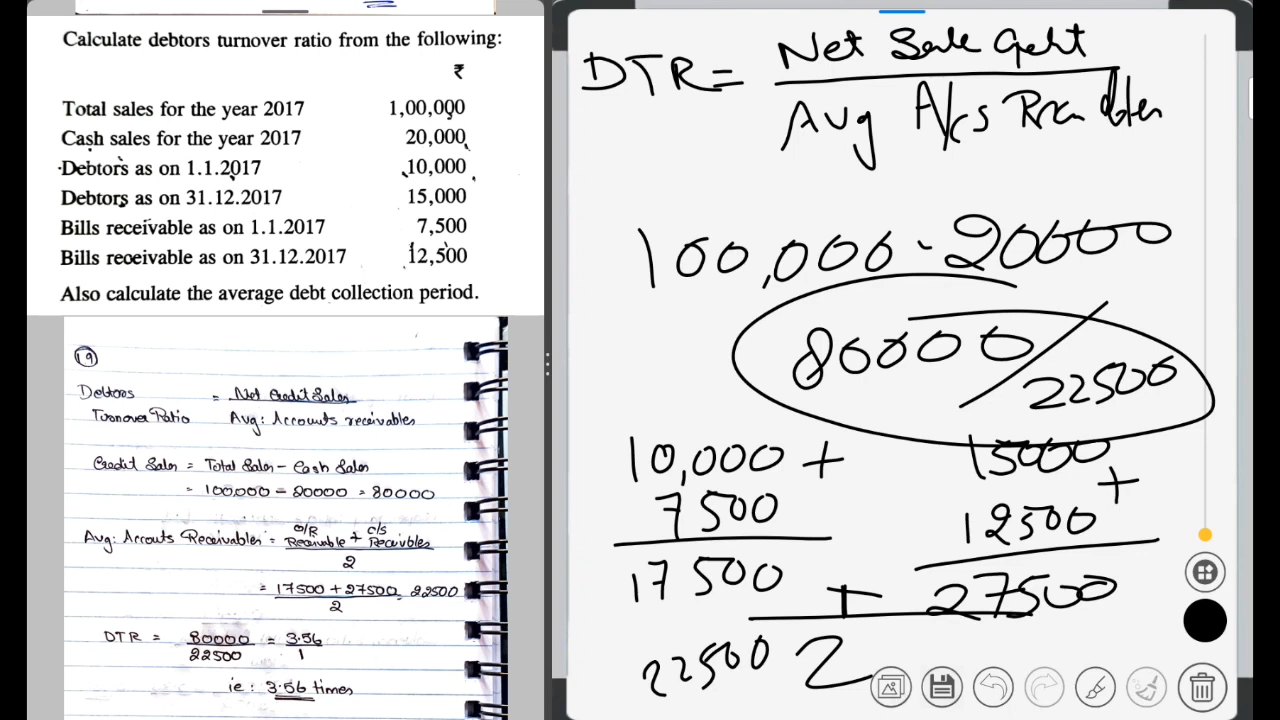 Calculate debtors turnover ratio from the following:
₹
Total sales for the year 2017 1,00,000
Cash sales for the year 2017 20,000
Debtors as on 1.1.2017 10,000
Debtors as on 31.12.2017 15,000
Bills receivable as on 1.1.2017 7,500
Bills receivable as on 31.12.2017 12,500
Also calculate the average debt collection period.
19
Debtors Turnover Ratio = Net Credit Sales
Avg: Accounts receivables
Credit Sales = Total Sales - Cash Sales
= 100,000 - 20000 = 80000
Avg: Accouts Receivables = O/R Receivable + C/S Receivbles
2
= 17500 + 27500 = 22500
2
DTR = 80000 = 3.56
22500 1
ie: 3.56 times
DTR = Net Sale
Avg A/cs
100,000 - 20000
80000 / 22500
10,000 + 15000 +
7500 12500
17500 + 27500
22500 2